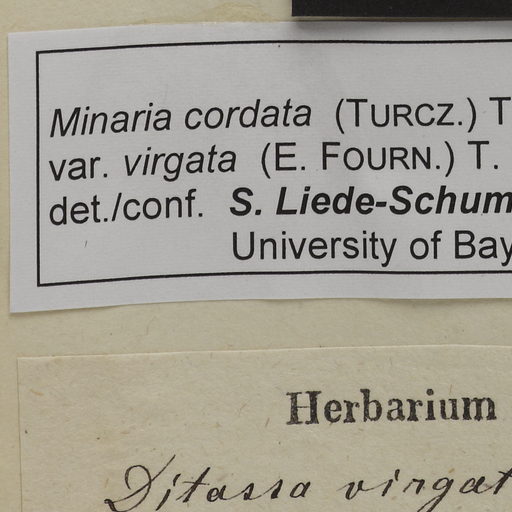 Minaria cordata (TURCZ.) T
var. virgata (E. FOURN.) T.
det./conf. S. Liede-Schum
University of Bay
Herbarium
Ditassa virgat